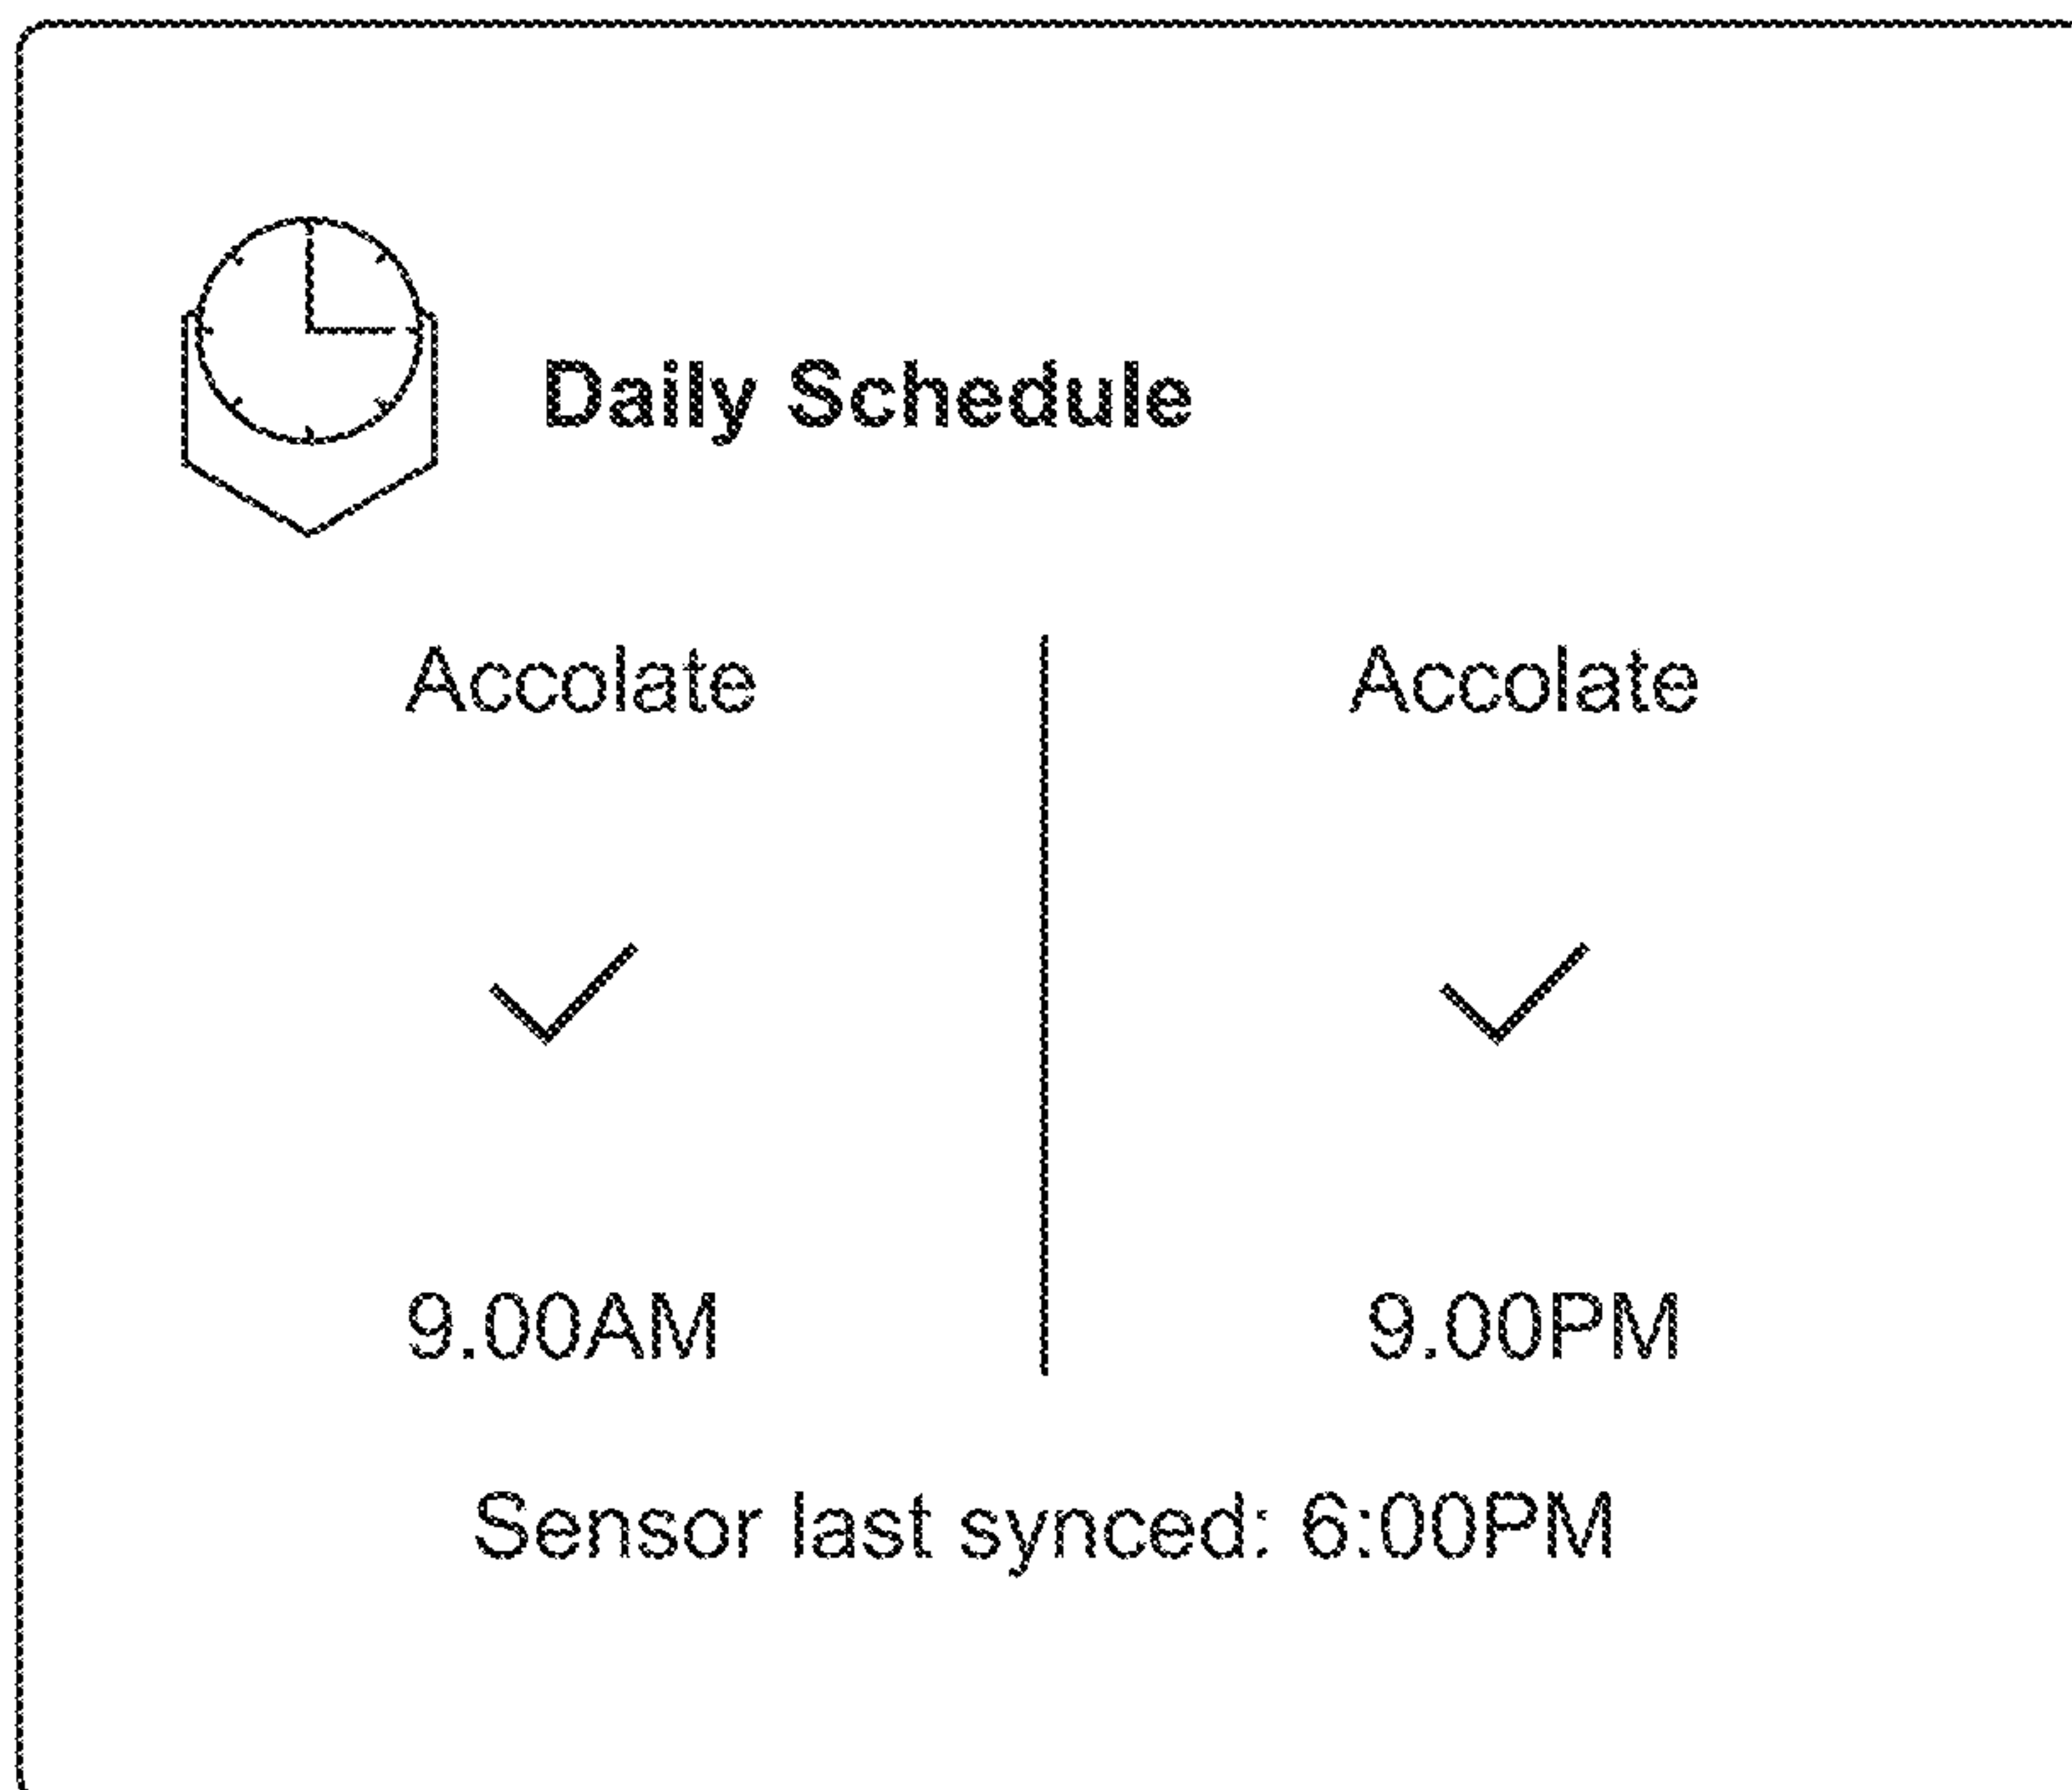 Daily Schedule
Accolate Accolate
9.00AM 9.00PM
Sensor last synced: 6:00PM